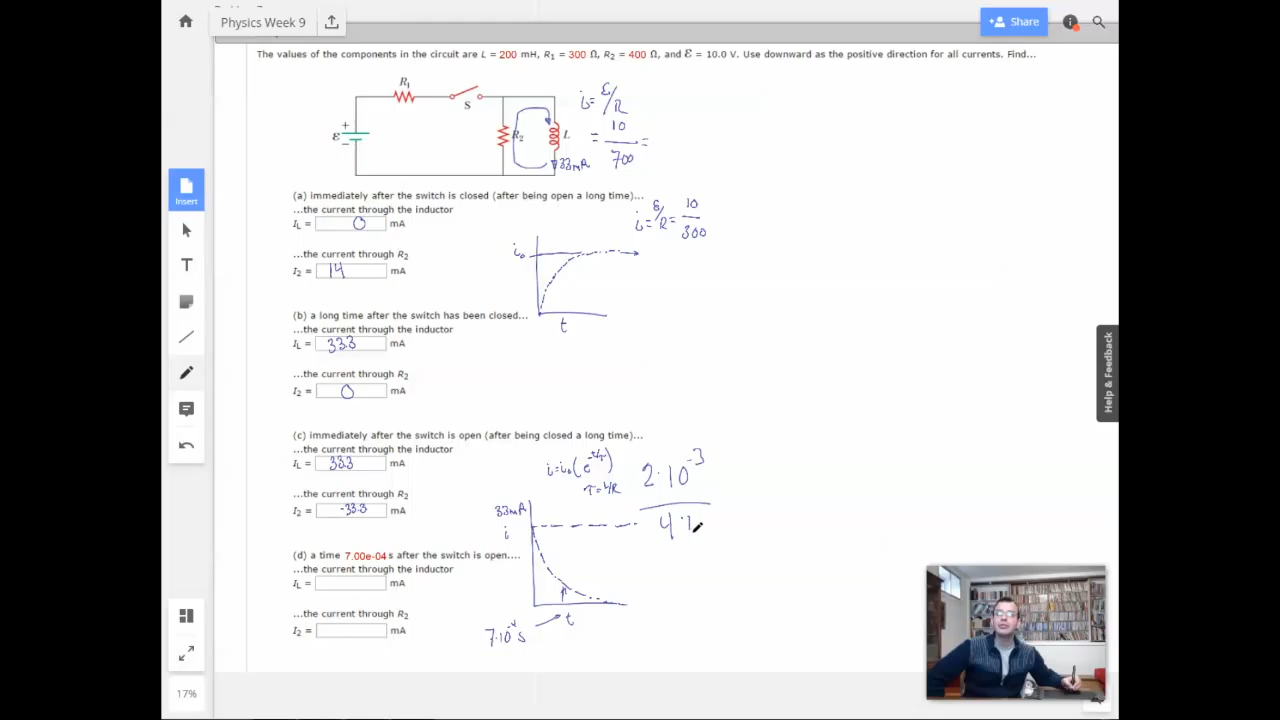 Physics Week 9
Share
The values of the components in the circuit are L = 200 mH, R1 = 300 Ω, R2 = 400 Ω, and Ɛ = 10.0 V. Use downward as the positive direction for all currents. Find...
R1
S
+
Ɛ
−
R2
L
33mA
i = Ɛ/R
= 10/700 =
Insert
(a) immediately after the switch is closed (after being open a long time)...
...the current through the inductor
IL = 0 mA
i = Ɛ/R = 10/300
...the current through R2
I2 = 14 mA
i₀
t
(b) a long time after the switch has been closed...
...the current through the inductor
IL = 33.3 mA
...the current through R2
I2 = 0 mA
Help & Feedback
(c) immediately after the switch is open (after being closed a long time)...
...the current through the inductor
IL = 33.3 mA
i = i₀(e^-t/τ)
τ = L/R
2·10^-3
...the current through R2
I2 = -33.3 mA
33mA
i
(d) a time 7.00e-04 s after the switch is open....
...the current through the inductor
IL = mA
...the current through R2
I2 = mA
7·10^-4 s
t
17%